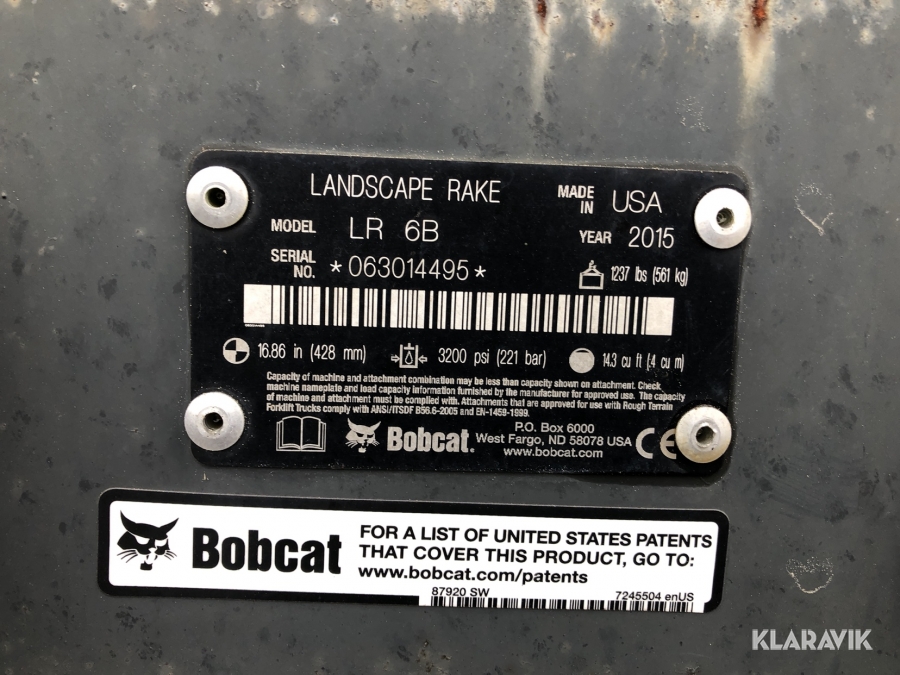 LANDSCAPE RAKE
MADE IN USA
MODEL LR 6B
YEAR 2015
SERIAL NO. *063014495*
1237 lbs (561 kg)
16.86 in (428 mm)
3200 psi (221 bar)
14.3 cu ft (.4 cu m)
Capacity of machine and attachment combination may be less than capacity shown on attachment. Check
machine nameplate and load capacity information furnished by the manufacturer for approved use. The capacity
of machine and attachment must be complied with. Attachments that are approved for use with Rough Terrain
Forklift Trucks comply with ANSI/ITSDF B56.6-2005 and EN-1459-1999.
Bobcat.
P.O. Box 6000
West Fargo, ND 58078 USA
www.bobcat.com
CE
Bobcat
FOR A LIST OF UNITED STATES PATENTS
THAT COVER THIS PRODUCT, GO TO:
www.bobcat.com/patents
87920 SW
7245504 enUS
KLARAVIK